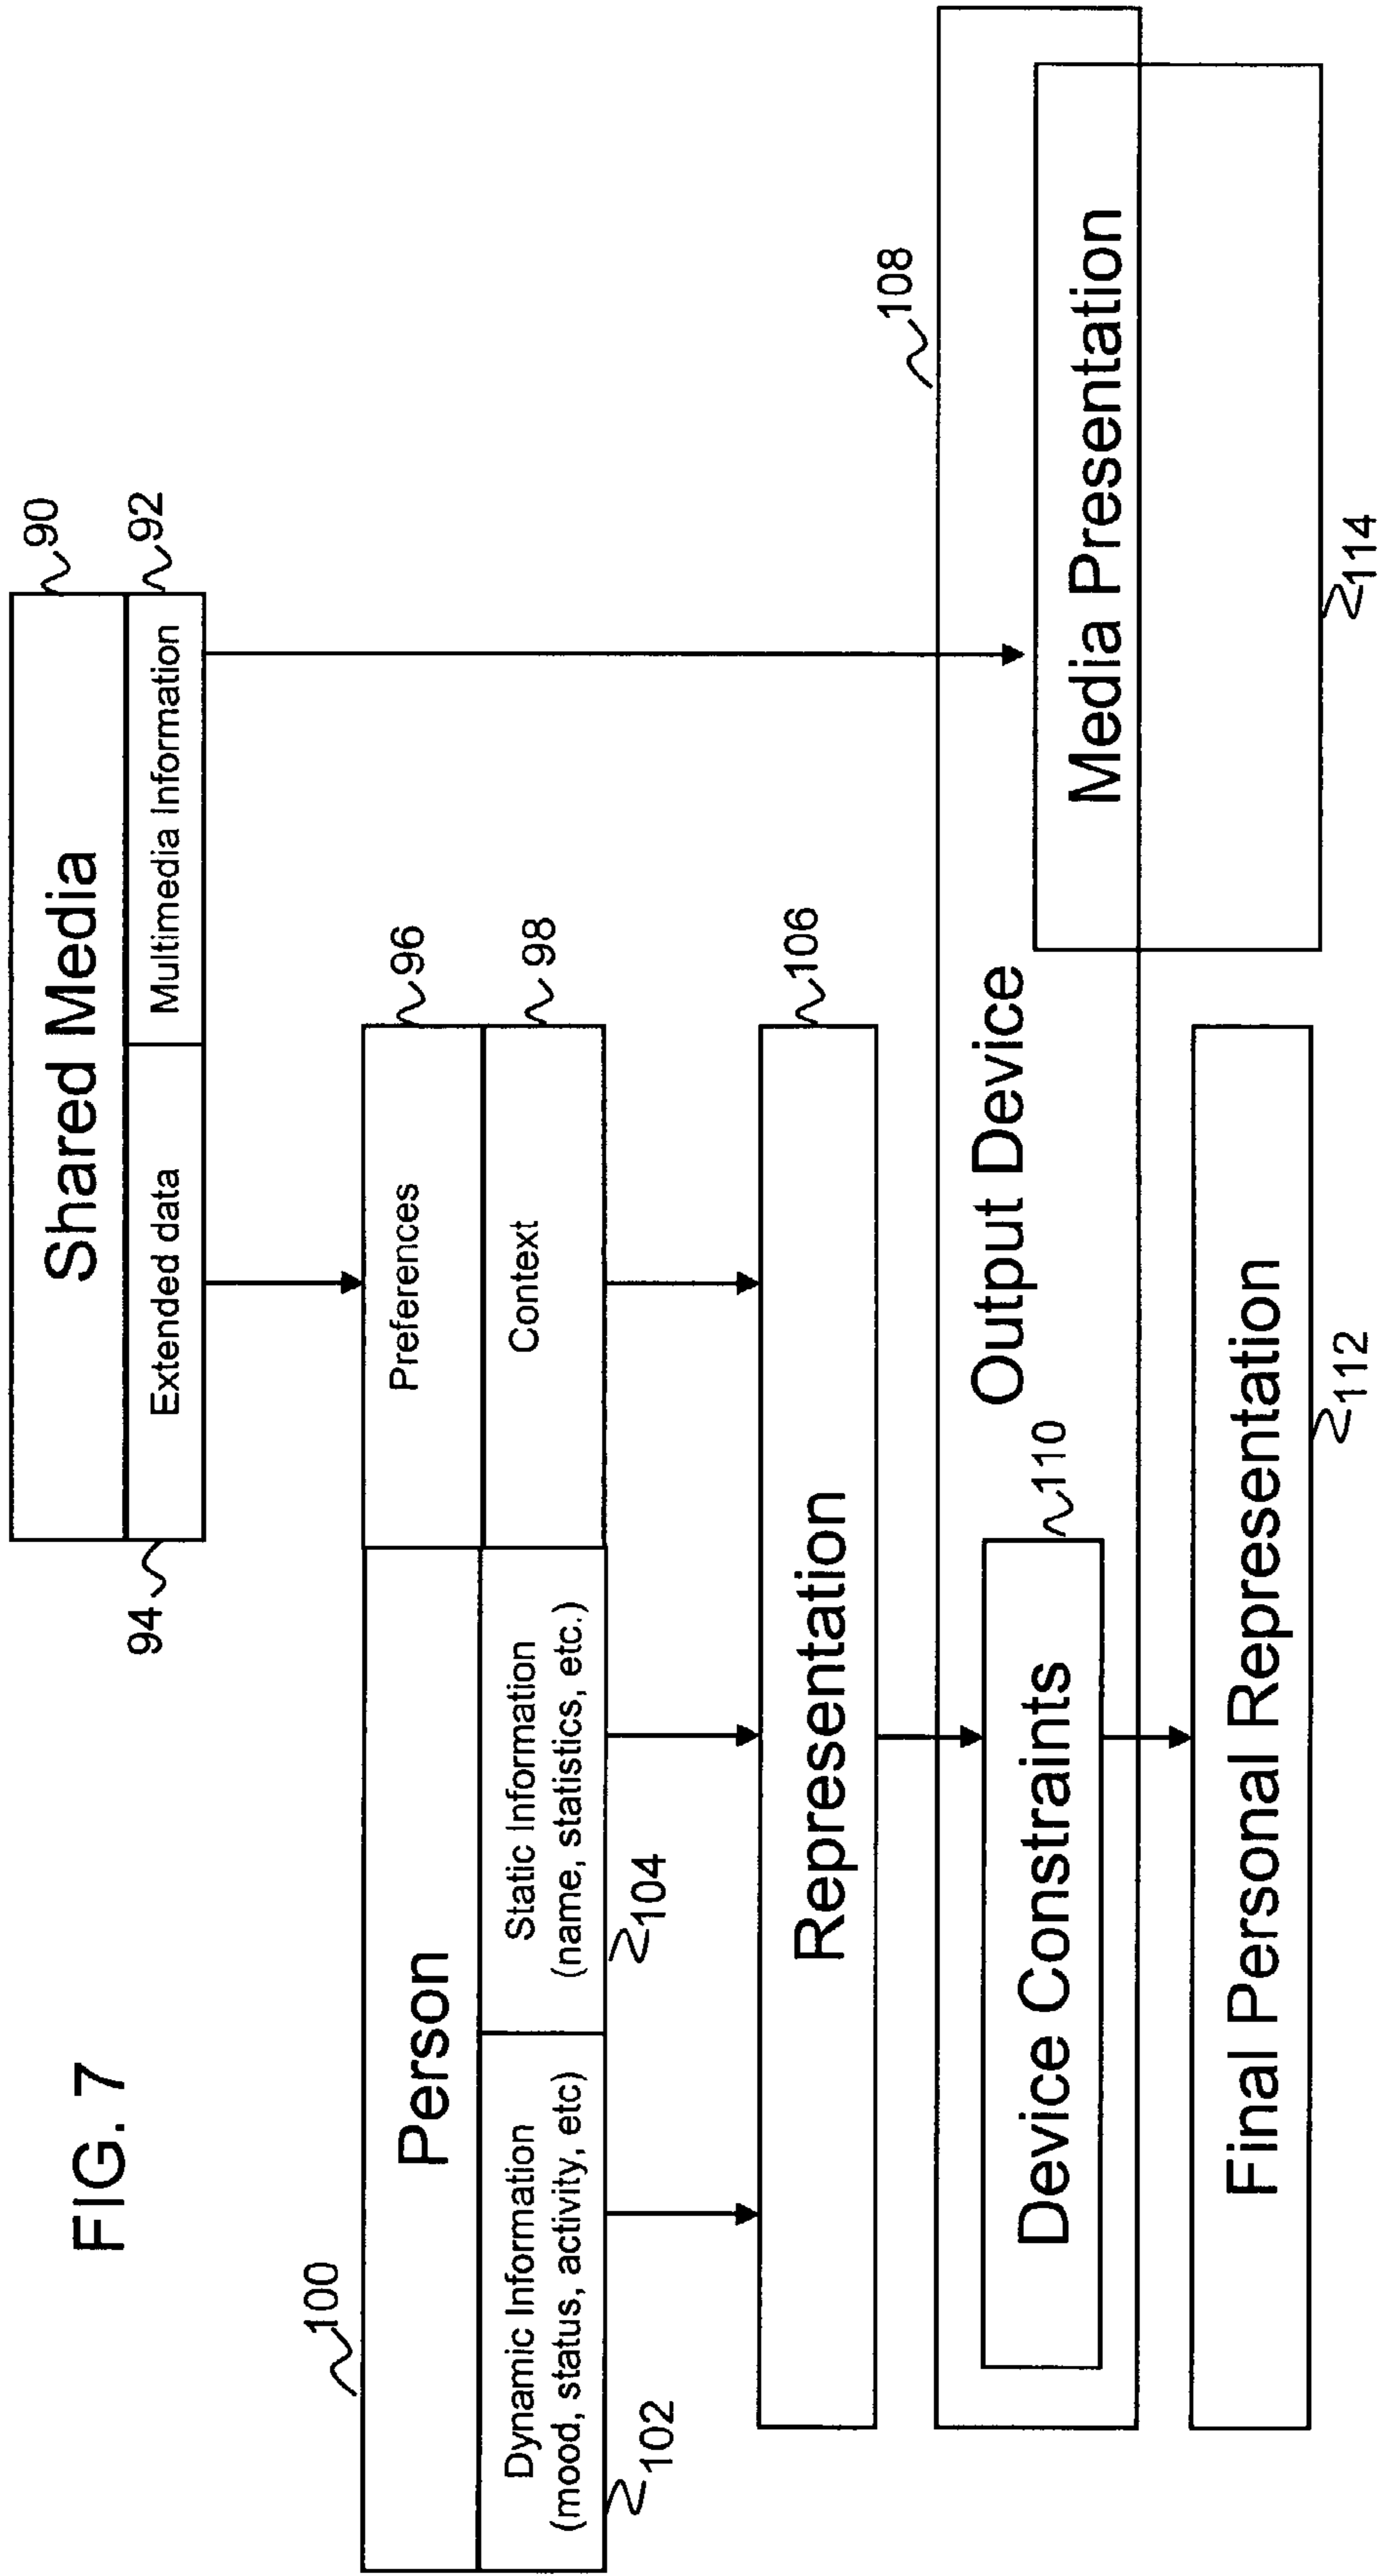 FIG. 7
Shared Media
90
Extended data
Multimedia Information
92
94
100
Person
Preferences
96
Dynamic Information
(mood, status, activity, etc)
Static Information
(name, statistics, etc.)
Context
98
102
104
Representation
106
108
Output Device
Device Constraints
110
Media Presentation
Final Personal Representation
112
114